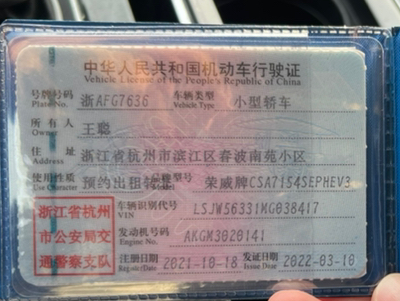 中华人民共和国机动车行驶证
Vehicle License of the People's Republic of China
号牌号码 浙AFG7636 车辆类型 小型轿车
Plate No. Vehicle Type
所有人 王聪
Owner
住址 浙江省杭州市滨江区春波南苑小区
Address
使用性质 预约出租 品牌型号 荣威牌CSA7154SEPHEV3
Use Character Model
浙江省杭州
市公安局交
通警察支队
车辆识别代号 LSJW56331MG038417
VIN
发动机号码 AKGM3020141
Engine No.
注册日期 2021-10-18 发证日期 2022-03-10
Register Date Issue Date